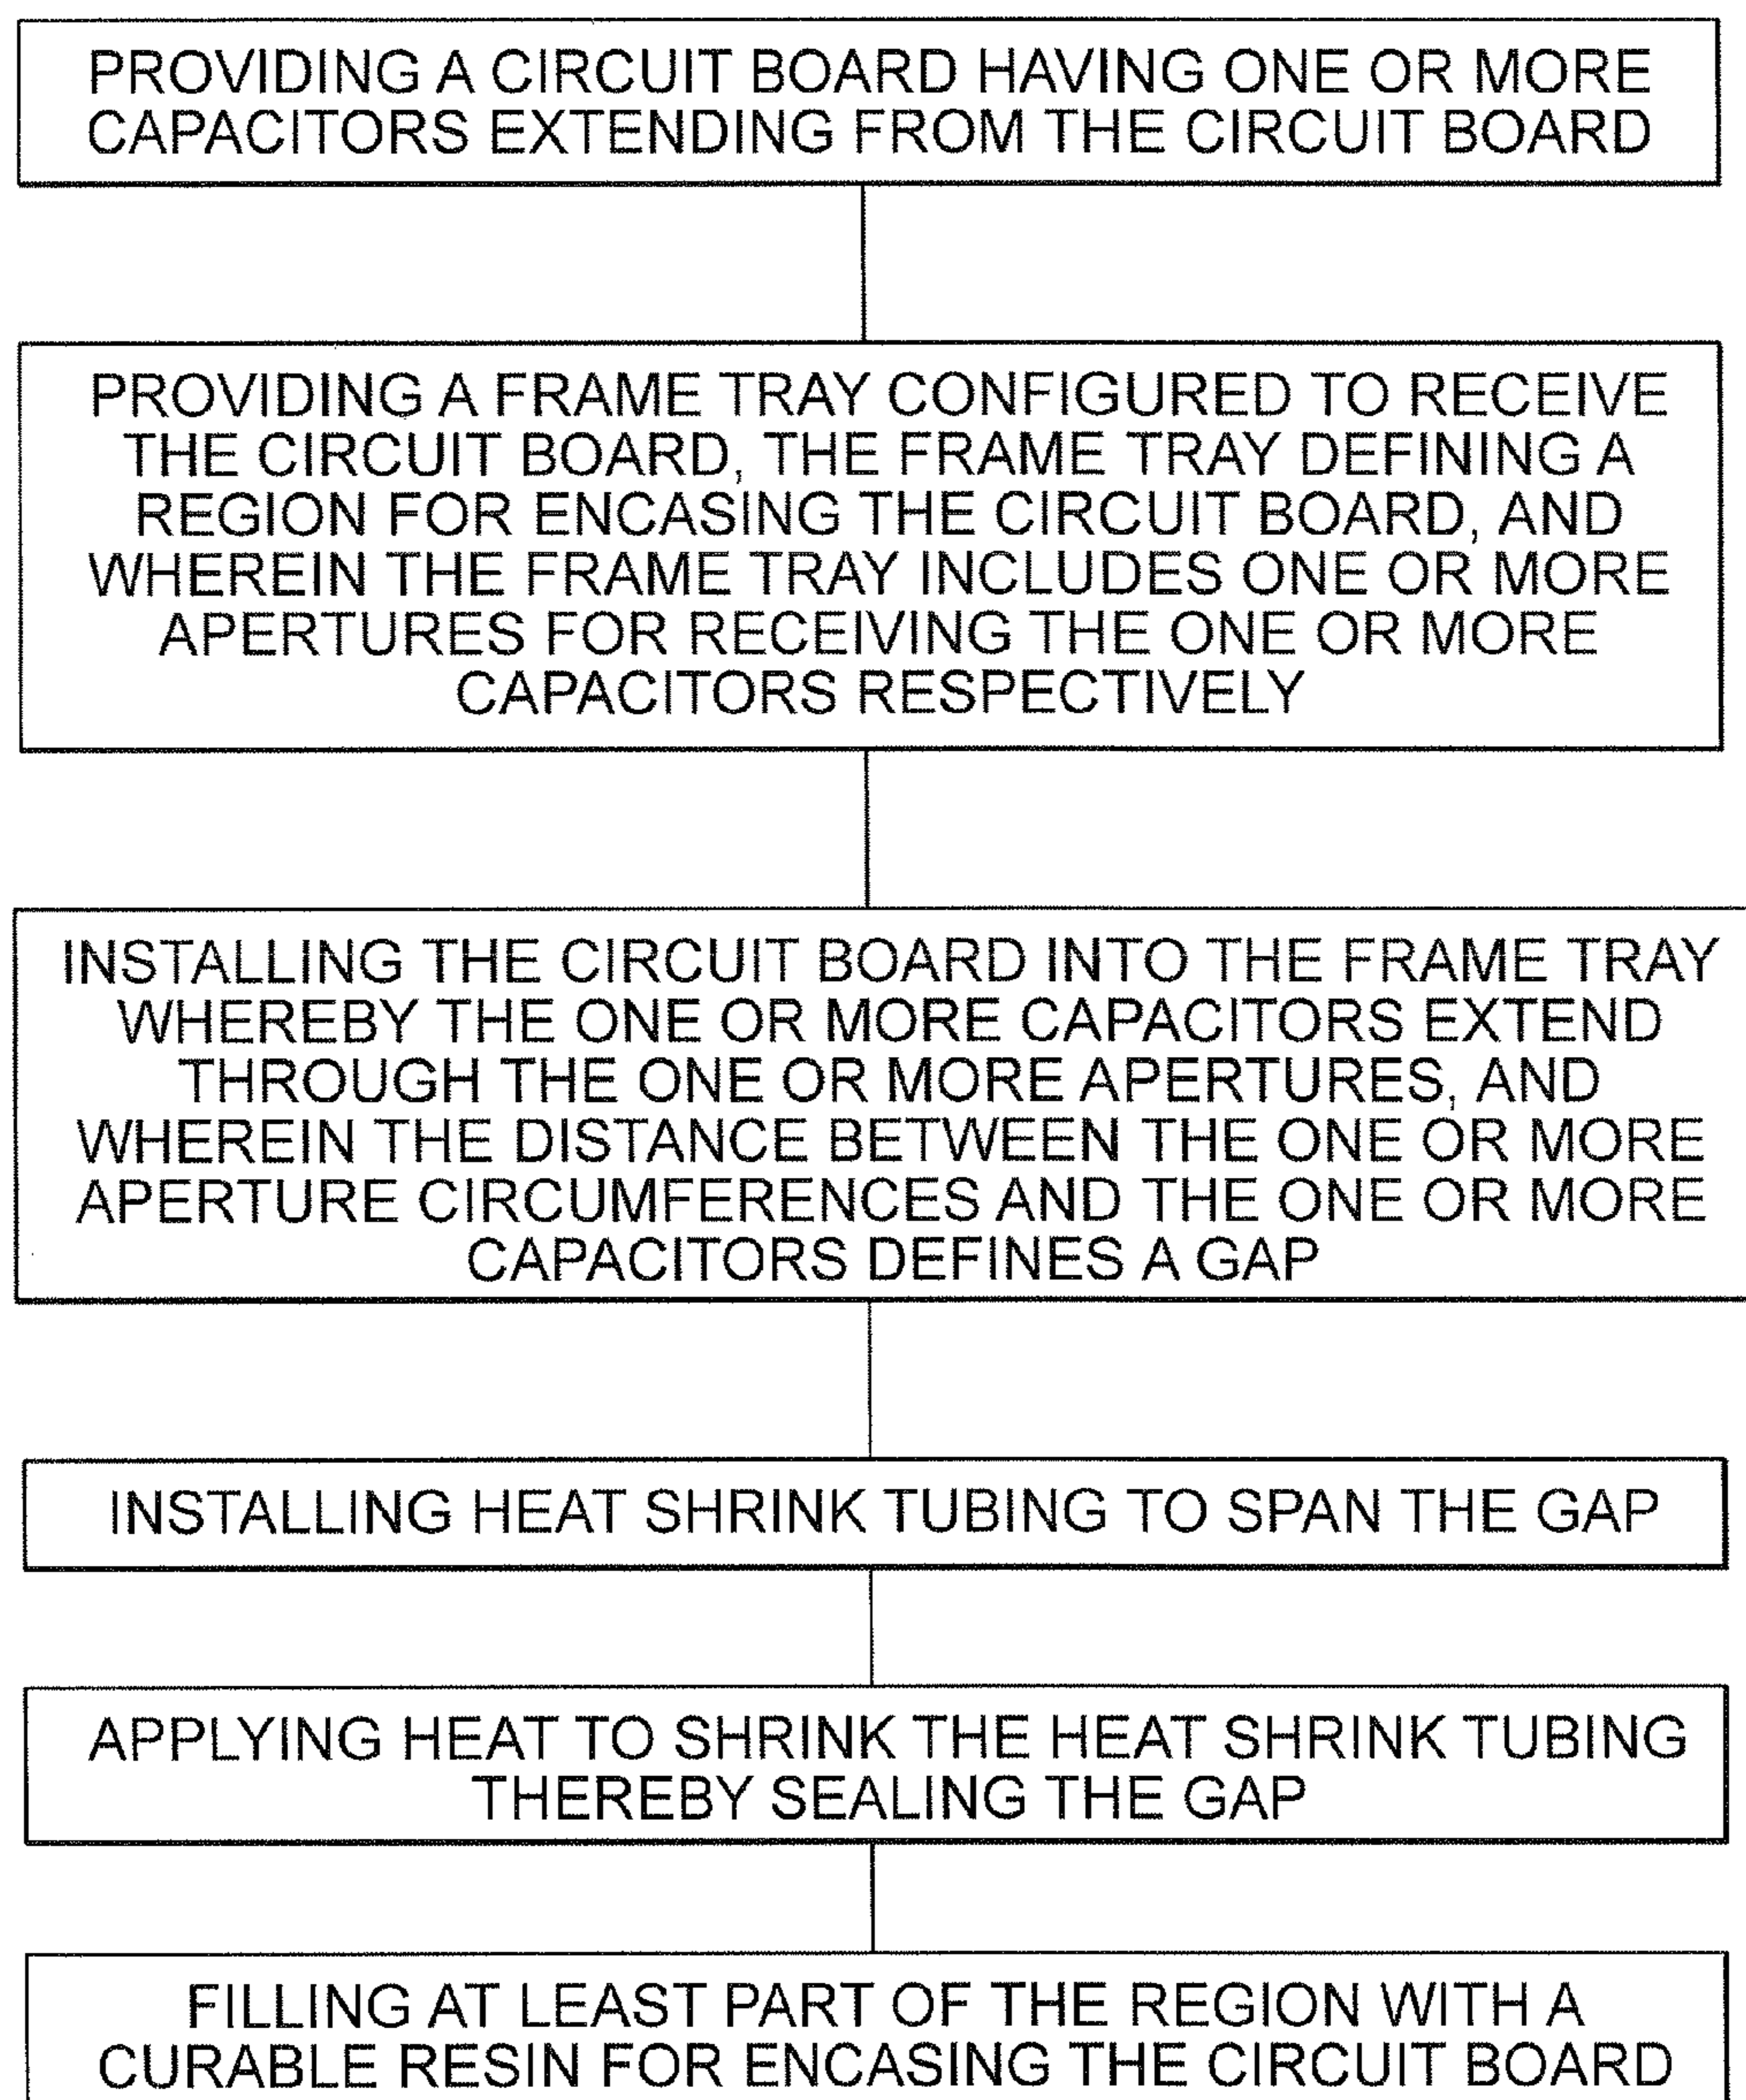 PROVIDING A CIRCUIT BOARD HAVING ONE OR MORE
CAPACITORS EXTENDING FROM THE CIRCUIT BOARD
PROVIDING A FRAME TRAY CONFIGURED TO RECEIVE
THE CIRCUIT BOARD, THE FRAME TRAY DEFINING A
REGION FOR ENCASING THE CIRCUIT BOARD, AND
WHEREIN THE FRAME TRAY INCLUDES ONE OR MORE
APERTURES FOR RECEIVING THE ONE OR MORE
CAPACITORS RESPECTIVELY
INSTALLING THE CIRCUIT BOARD INTO THE FRAME TRAY
WHEREBY THE ONE OR MORE CAPACITORS EXTEND
THROUGH THE ONE OR MORE APERTURES, AND
WHEREIN THE DISTANCE BETWEEN THE ONE OR MORE
APERTURE CIRCUMFERENCES AND THE ONE OR MORE
CAPACITORS DEFINES A GAP
INSTALLING HEAT SHRINK TUBING TO SPAN THE GAP
APPLYING HEAT TO SHRINK THE HEAT SHRINK TUBING
THEREBY SEALING THE GAP
FILLING AT LEAST PART OF THE REGION WITH A
CURABLE RESIN FOR ENCASING THE CIRCUIT BOARD